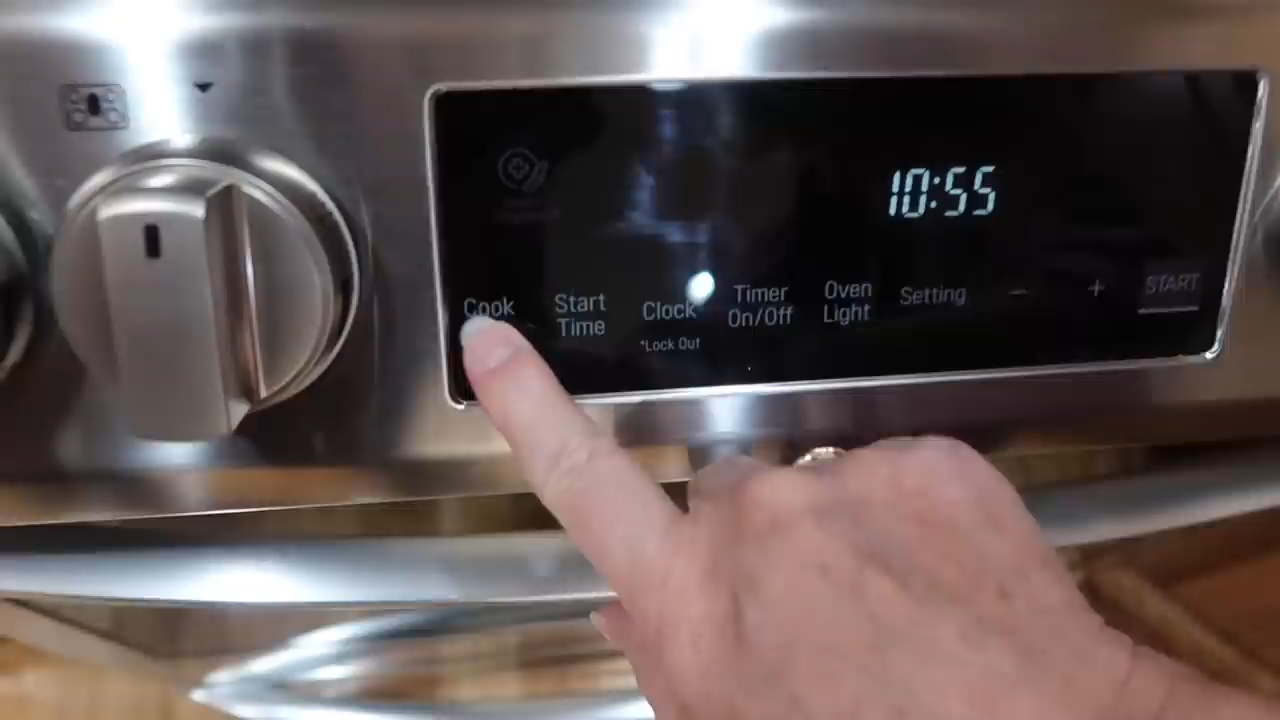 10:55
Cook
Start
Time
Clock
*Lock Out
Timer
On/Off
Oven
Light
Setting
-
+
START